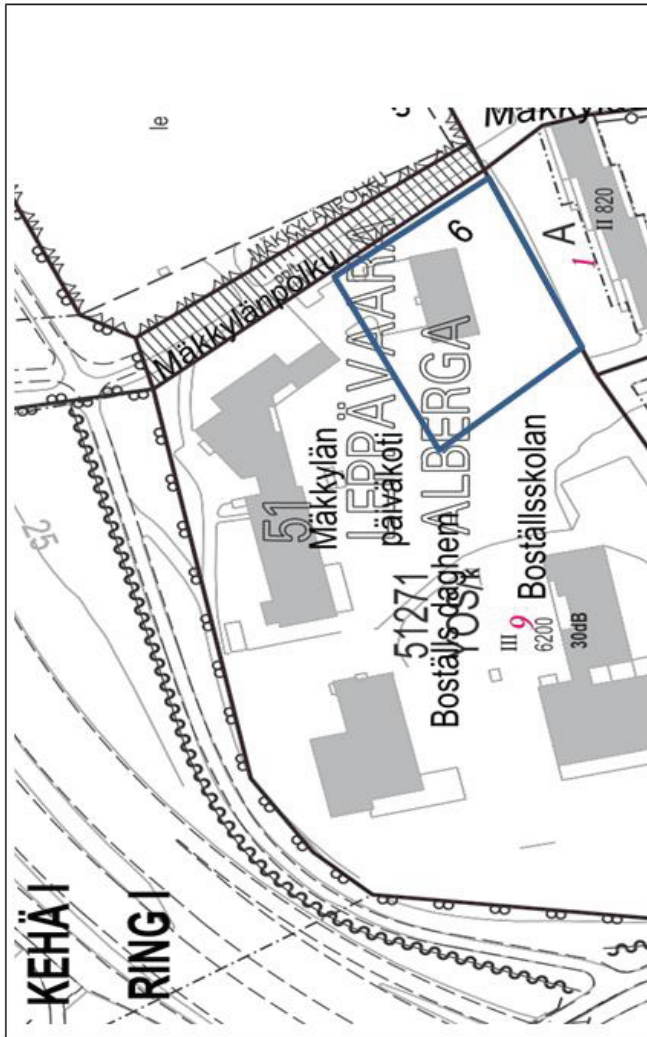 le
Mäkkylänpolku
MÄKKYLÄNPOLKU
6
A
1
II 820
25
51
Mäkkylän
päiväkoti
LEPPÄVAARA
ALBERGA
51271
YOS/k
Boställs daghem
III
9
6200
30dB
Boställsskolan
KEHÄ I
RING I